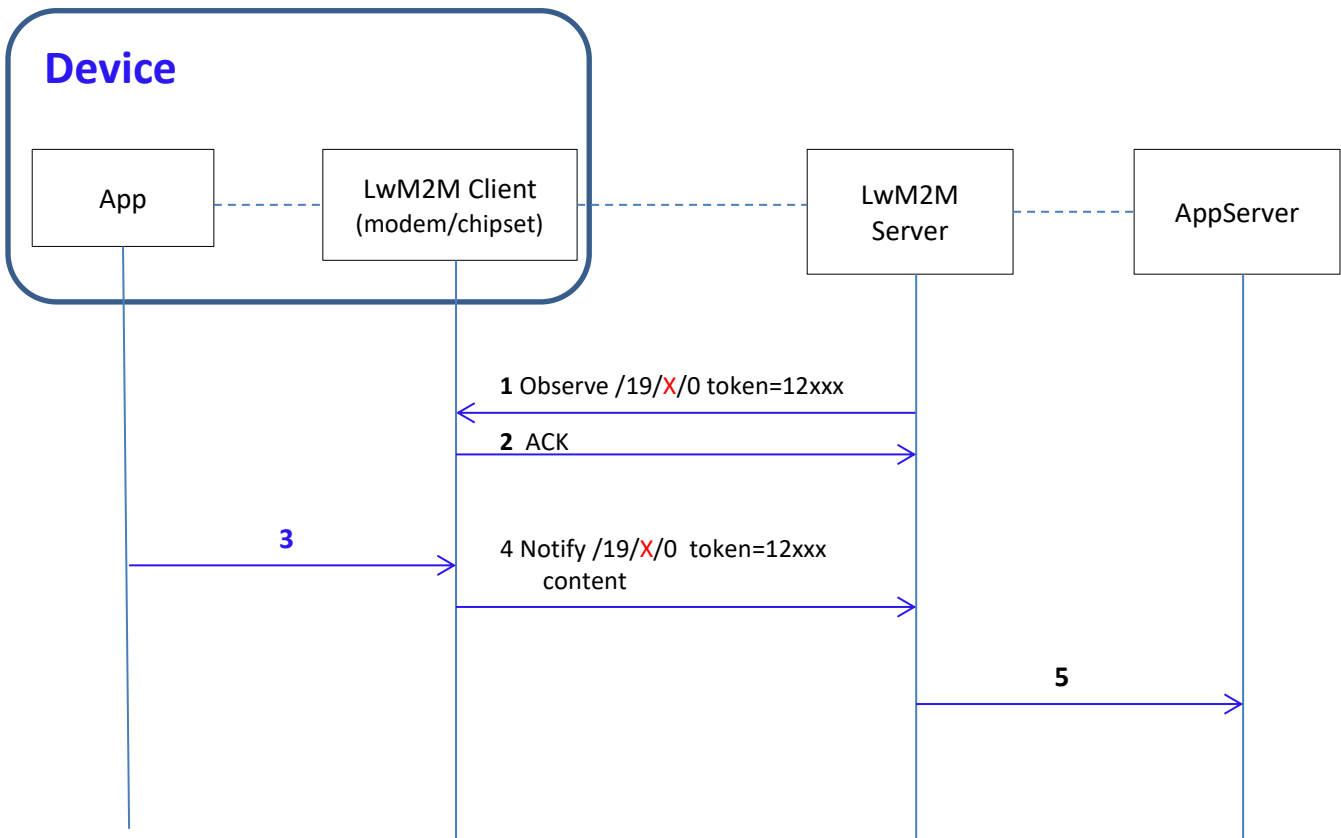 Device
App
LwM2M Client
(modem/chipset)
LwM2M
Server
AppServer
1 Observe /19/X/0 token=12xxx
2 ACK
3
4 Notify /19/X/0 token=12xxx
content
5